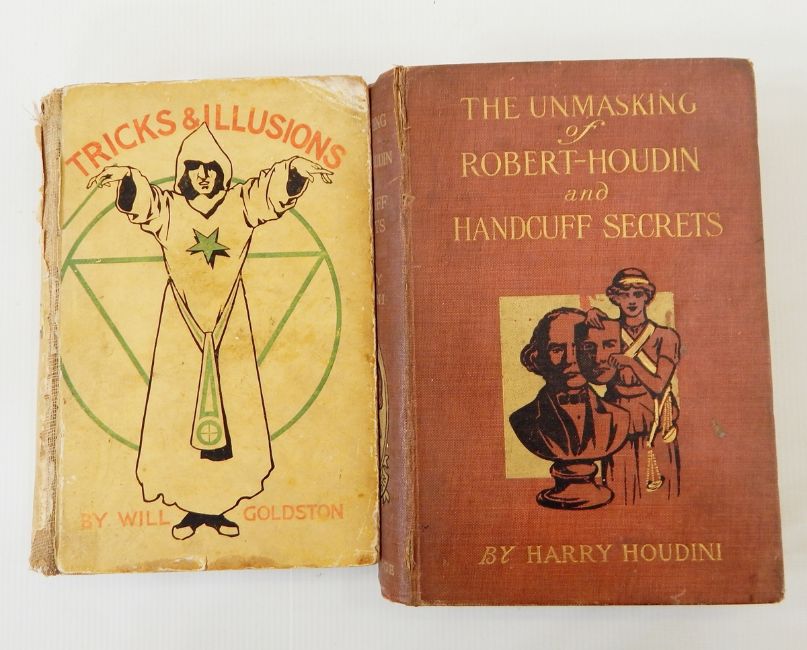 TRICKS & ILLUSIONS
BY WILL GOLDSTON
THE UNMASKING
of
ROBERT-HOUDIN
and
HANDCUFF SECRETS
BY HARRY HOUDINI